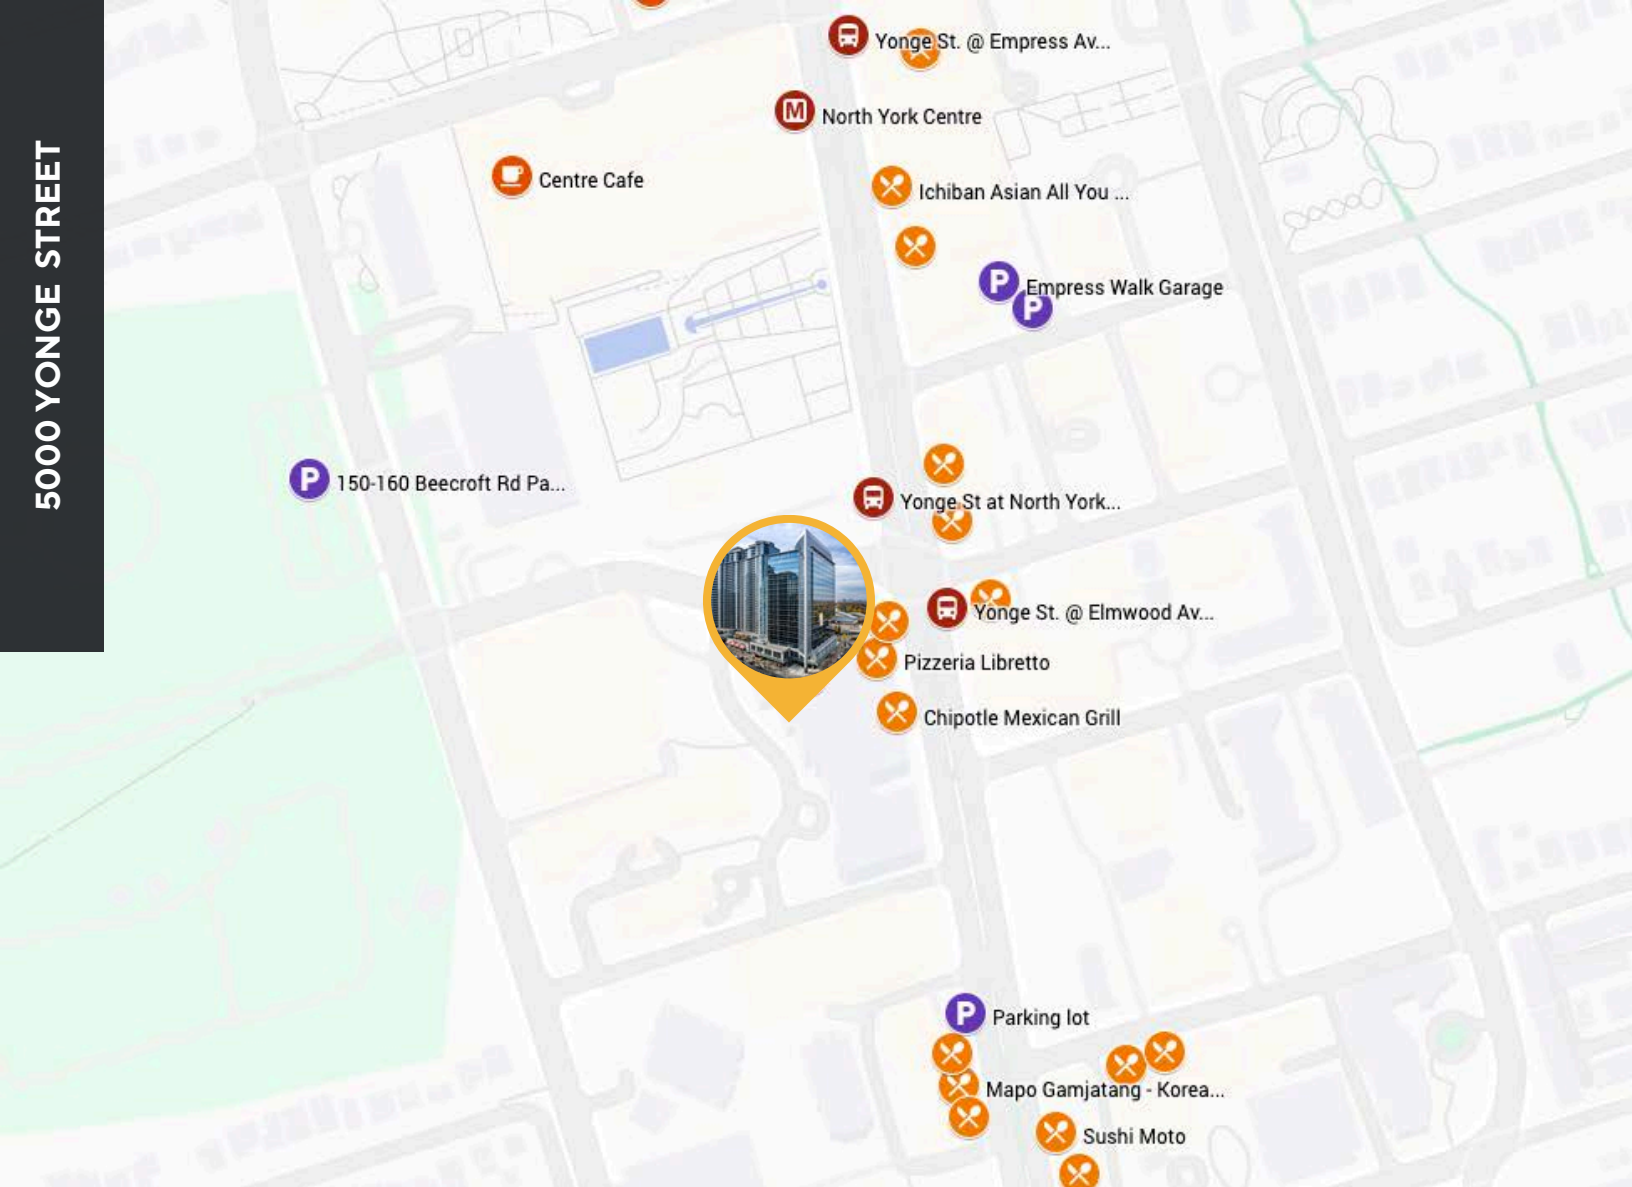 5000 YONGE STREET
Yonge St. @ Empress Av...
M
North York Centre
Centre Cafe
Ichiban Asian All You ...
P
Empress Walk Garage
P
P
150-160 Beecroft Rd Pa...
Yonge St at North York...
Yonge St. @ Elmwood Av...
Pizzeria Libretto
Chipotle Mexican Grill
P
Parking lot
Mapo Gamjatang - Korea...
Sushi Moto